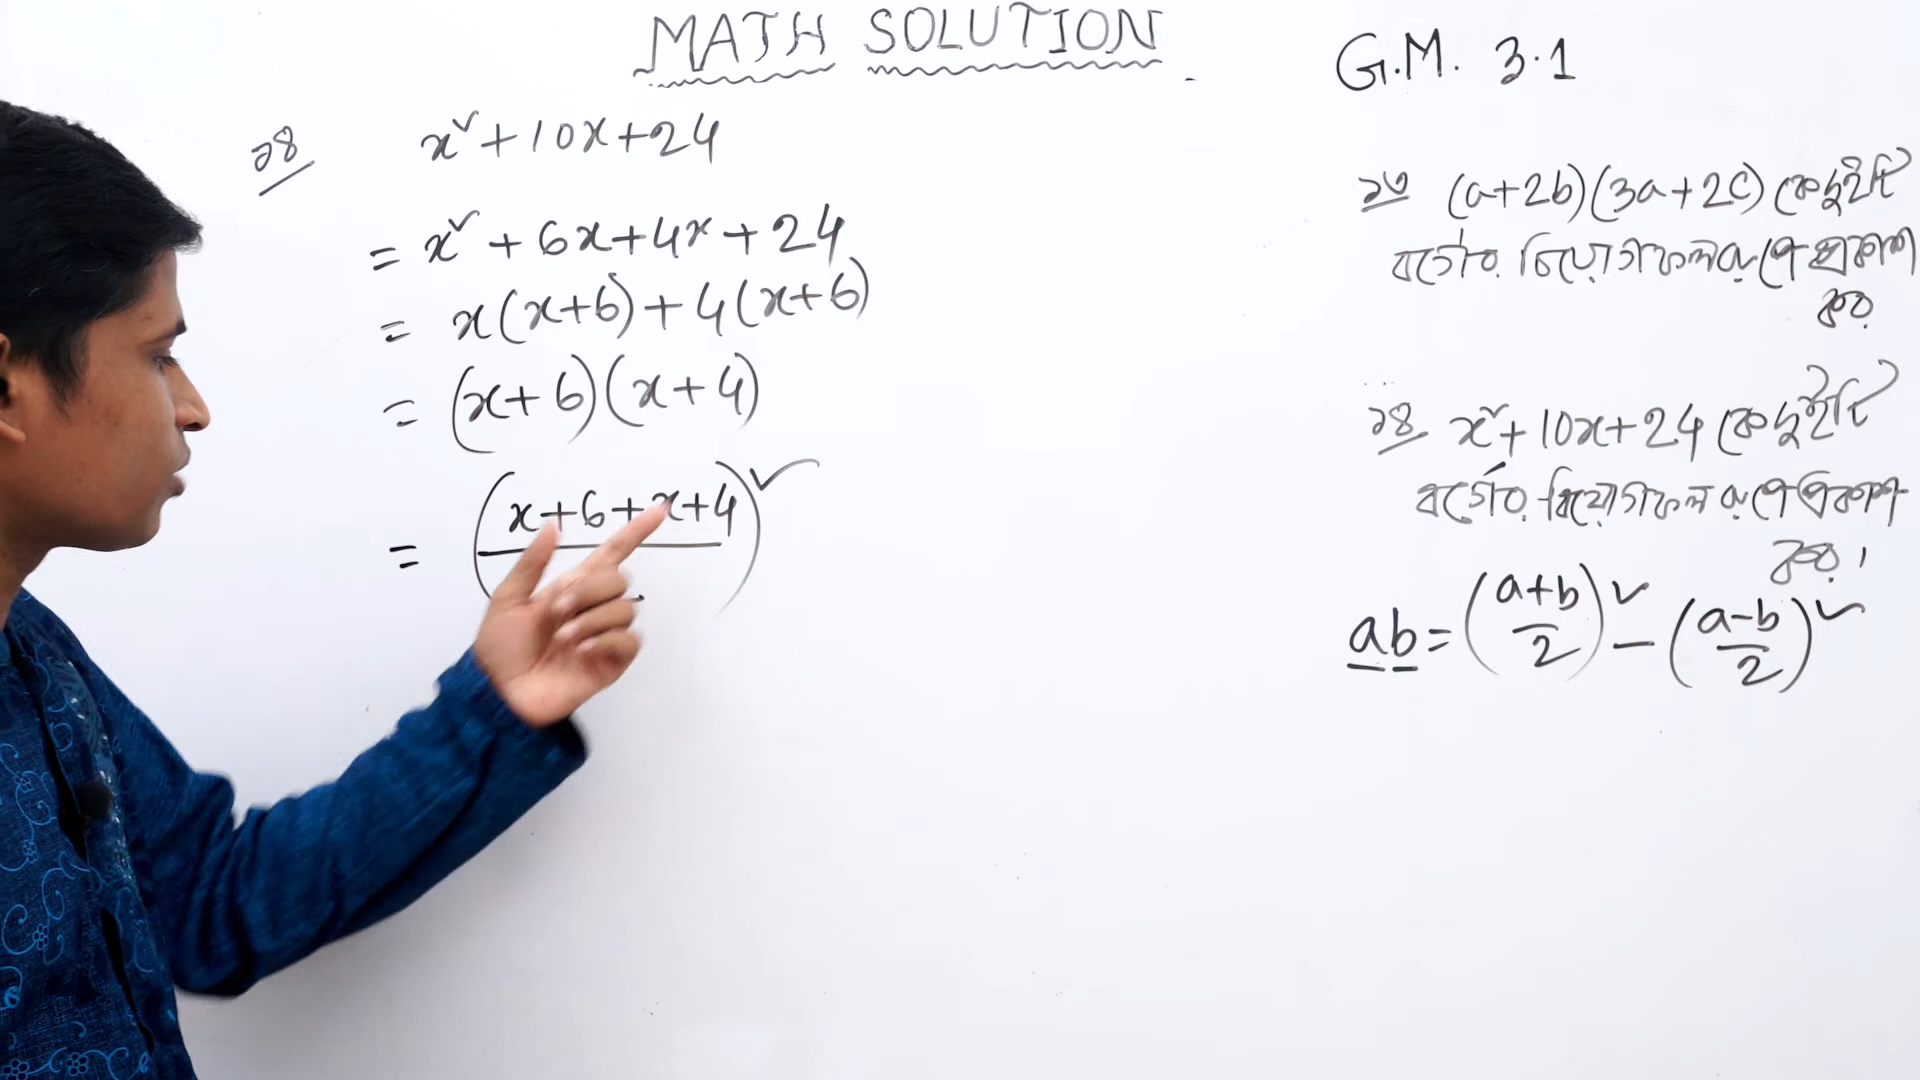 MATH SOLUTION
G.M. 3.1
২৪ x² + 10x + 24
= x² + 6x + 4x + 24
= x(x+6) + 4(x+6)
= (x+6)(x+4)
= (x+6+x+4)²
২৩ (a+2b)(3a+2c) কে দুইটি
বর্গের বিয়োগফলরূপে প্রকাশ
কর
২৪ x² + 10x + 24 কে দুইটি
বর্গের বিয়োগফলরূপে প্রকাশ
কর।
ab = (a+b/2)² − (a−b/2)²